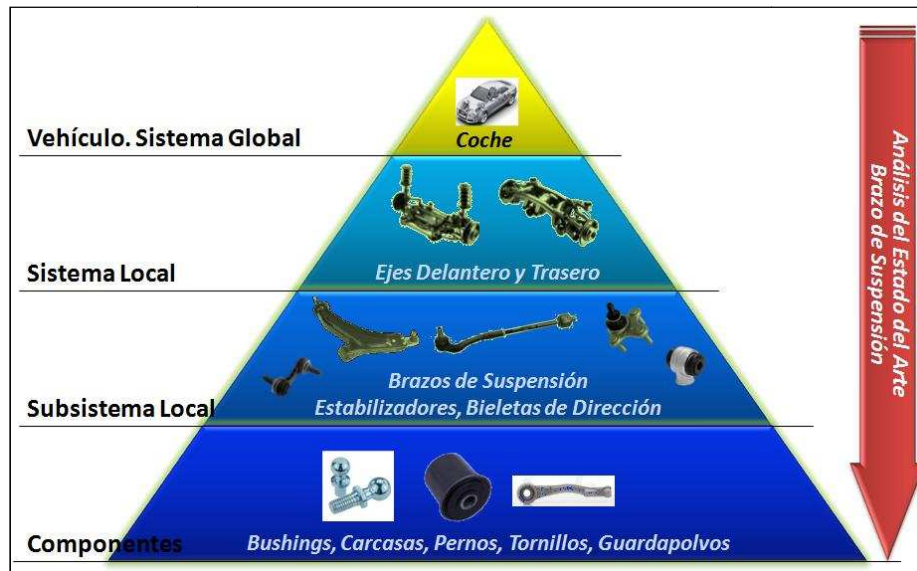 Coche
Vehículo. Sistema Global
Sistema Local
Ejes Delantero y Trasero
Brazos de Suspensión
Subsistema Local
Estabilizadores, Bieletas de Dirección
Componentes
Bushings, Carcasas, Pernos, Tornillos, Guardapolvos
Análisis del Estado del Arte
Brazo de Suspensión